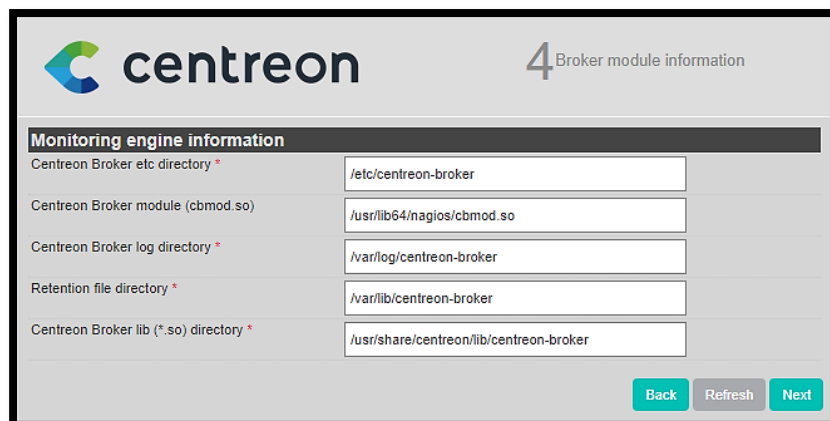 centreon
4 Broker module information
Monitoring engine information
Centreon Broker etc directory *
/etc/centreon-broker
Centreon Broker module (cbmod.so)
/usr/lib64/nagios/cbmod.so
Centreon Broker log directory *
/var/log/centreon-broker
Retention file directory *
/var/lib/centreon-broker
Centreon Broker lib (*.so) directory *
/usr/share/centreon/lib/centreon-broker
Back Refresh Next